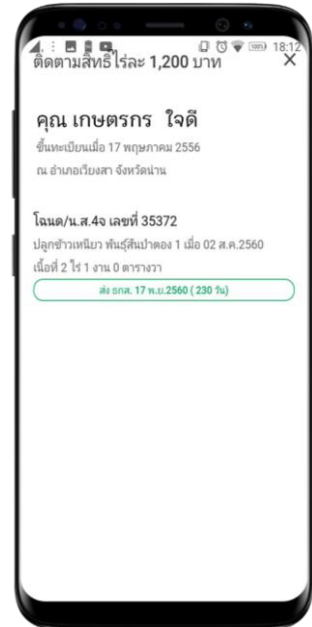 18:12
ติดตามสิทธิ์ไร่ละ 1,200 บาท
คุณ เกษตรกร ใจดี
ขึ้นทะเบียนเมื่อ 17 พฤษภาคม 2556
ณ อำเภอเวียงสา จังหวัดน่าน
โฉนด/น.ส.4จ เลขที่ 35372
ปลูกข้าวเหนียว พันธุ์สันป่าตอง 1 เมื่อ 02 ส.ค.2560
เนื้อที่ 2 ไร่ 1 งาน 0 ตารางวา
ส่ง ธกส. 17 พ.ย.2560 ( 230 วัน)